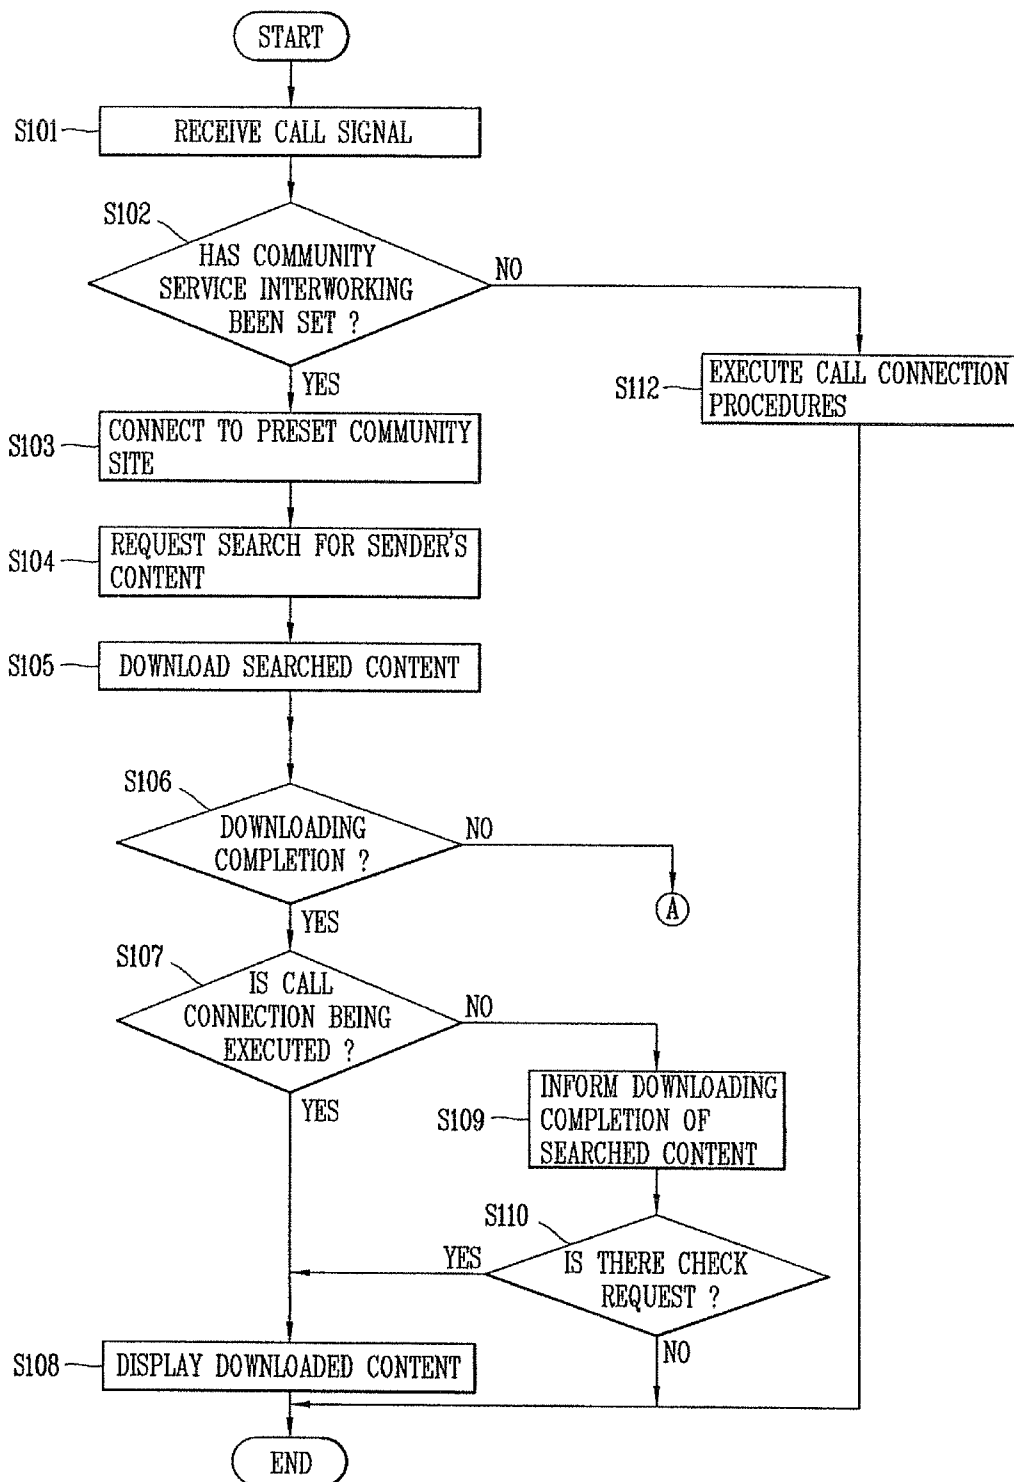 START
S101
RECEIVE CALL SIGNAL
S102
HAS COMMUNITY
SERVICE INTERWORKING
BEEN SET ?
NO
YES
S112
EXECUTE CALL CONNECTION
PROCEDURES
S103
CONNECT TO PRESET COMMUNITY
SITE
S104
REQUEST SEARCH FOR SENDER'S
CONTENT
S105
DOWNLOAD SEARCHED CONTENT
S106
DOWNLOADING
COMPLETION ?
NO
A
YES
S107
IS CALL
CONNECTION BEING
EXECUTED ?
NO
YES
S109
INFORM DOWNLOADING
COMPLETION OF
SEARCHED CONTENT
S110
IS THERE CHECK
REQUEST ?
YES
NO
S108
DISPLAY DOWNLOADED CONTENT
END